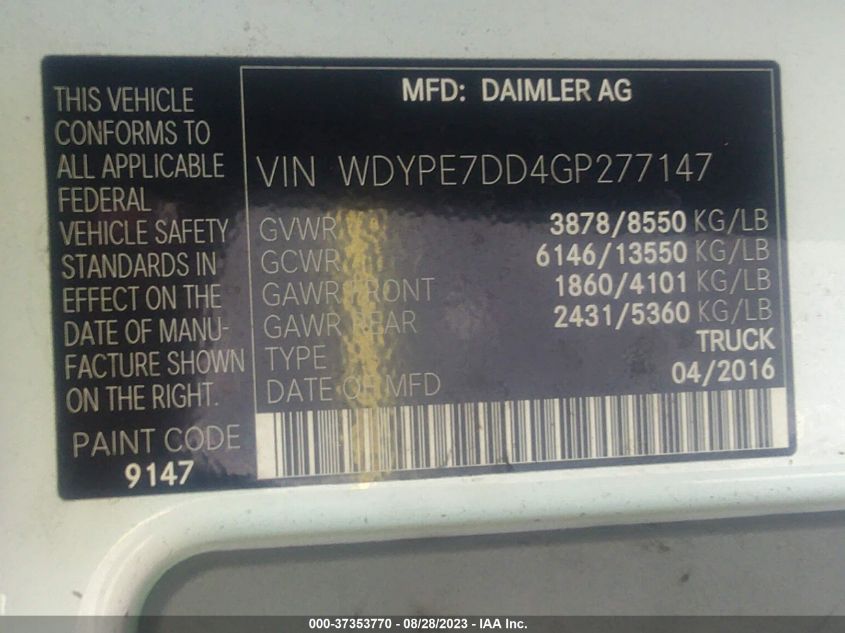 THIS VEHICLE
CONFORMS TO
ALL APPLICABLE
FEDERAL
VEHICLE SAFETY
STANDARDS IN
EFFECT ON THE
DATE OF MANU-
FACTURE SHOWN
ON THE RIGHT.
PAINT CODE
9147
MFD: DAIMLER AG
VIN WDYPE7DD4GP277147
GVWR 3878/8550 KG/LB
GCWR 6146/13550 KG/LB
GAWR FRONT 1860/4101 KG/LB
GAWR REAR 2431/5360 KG/LB
TYPE TRUCK
DATE OF MFD 04/2016
000-37353770 - 08/28/2023 - IAA Inc.